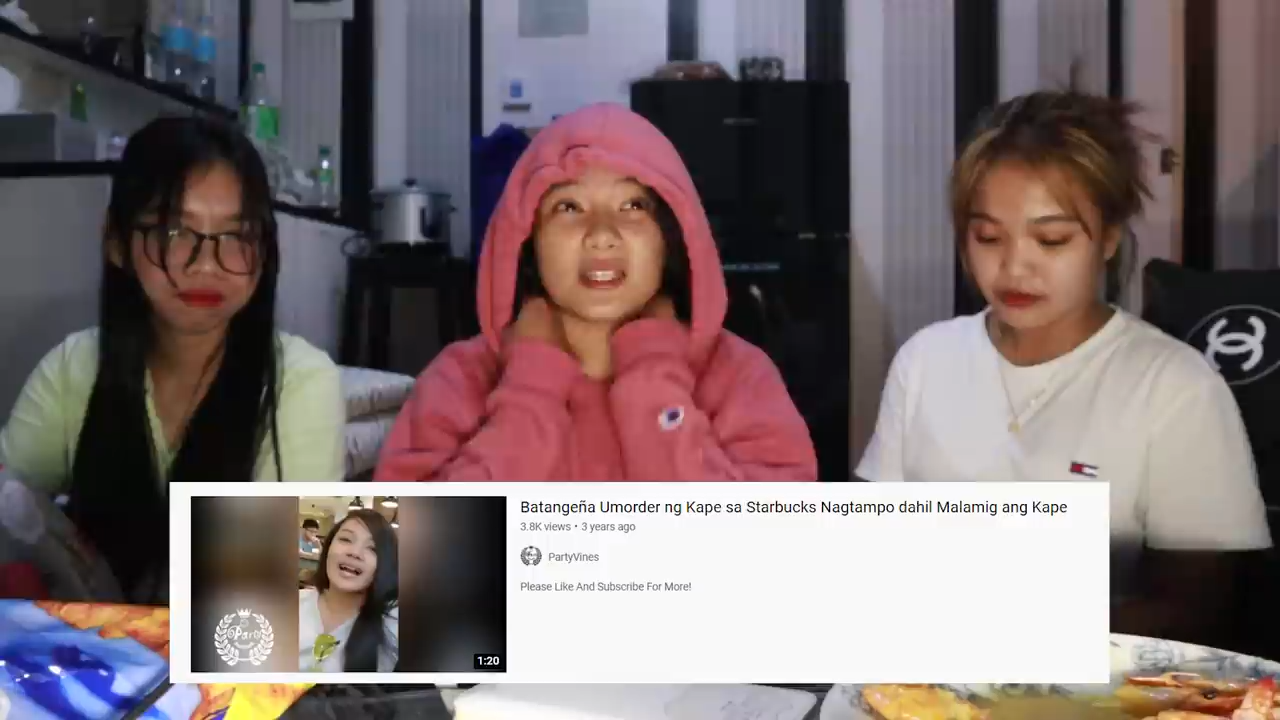 Batangeña Umorder ng Kape sa Starbucks Nagtampo dahil Malamig ang Kape
3.8K views • 3 years ago
PartyVines
Please Like And Subscribe For More!
Party
1:20